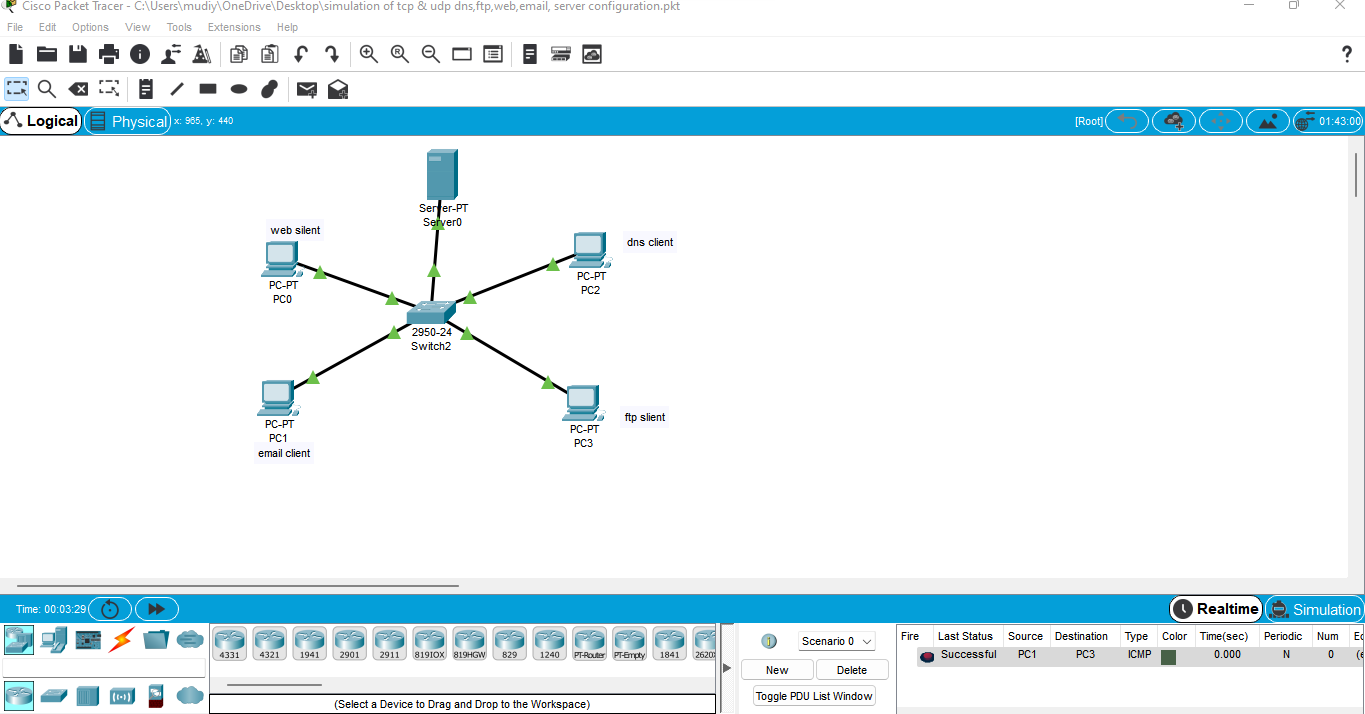 Cisco Packet Tracer - C:\Users\mudiy\OneDrive\Desktop\simulation of tcp & udp dns,ftp,web,email, server configuration.pkt
File Edit Options View Tools Extensions Help
?
Logical Physical x: 965, y: 440 [Root] 01:43:00
Server-PT
Server0
web silent
dns client
PC-PT
PC0
PC-PT
PC2
2950-24
Switch2
PC-PT
PC1
email client
ftp slient
PC-PT
PC3
Time: 00:03:29 Realtime Simulation
4331 4321 1941 2901 2911 819IOX 819HGW 829 1240 PT-Router PT-Empty 1841 2620X
(Select a Device to Drag and Drop to the Workspace)
Scenario 0
New Delete
Toggle PDU List Window
Fire Last Status Source Destination Type Color Time(sec) Periodic Num
Successful PC1 PC3 ICMP 0.000 N 0